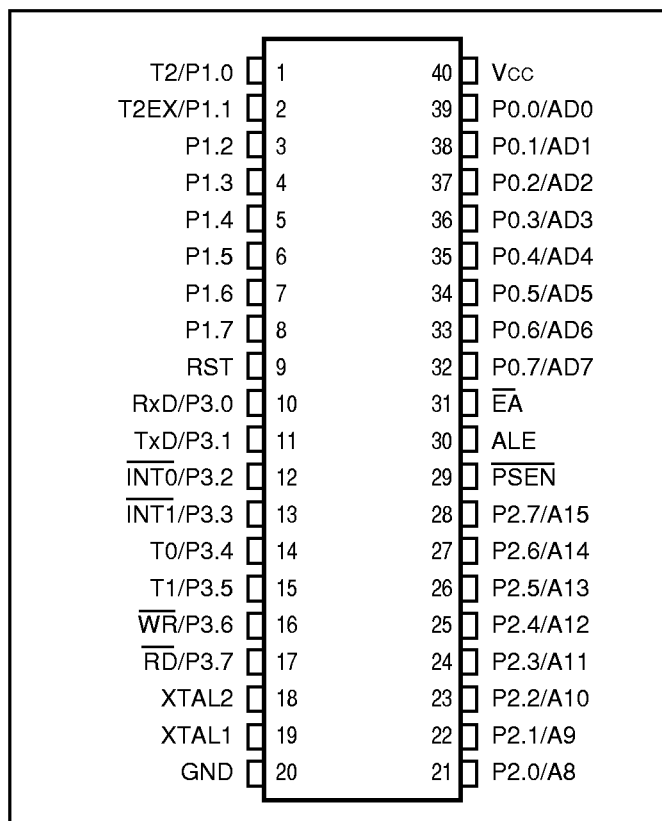 T2/P1.0 1 40 Vcc
T2EX/P1.1 2 39 P0.0/AD0
P1.2 3 38 P0.1/AD1
P1.3 4 37 P0.2/AD2
P1.4 5 36 P0.3/AD3
P1.5 6 35 P0.4/AD4
P1.6 7 34 P0.5/AD5
P1.7 8 33 P0.6/AD6
RST 9 32 P0.7/AD7
RxD/P3.0 10 31 E̅A̅
TxD/P3.1 11 30 ALE
I̅N̅T̅0̅/P3.2 12 29 P̅S̅E̅N̅
I̅N̅T̅1̅/P3.3 13 28 P2.7/A15
T0/P3.4 14 27 P2.6/A14
T1/P3.5 15 26 P2.5/A13
W̅R̅/P3.6 16 25 P2.4/A12
R̅D̅/P3.7 17 24 P2.3/A11
XTAL2 18 23 P2.2/A10
XTAL1 19 22 P2.1/A9
GND 20 21 P2.0/A8